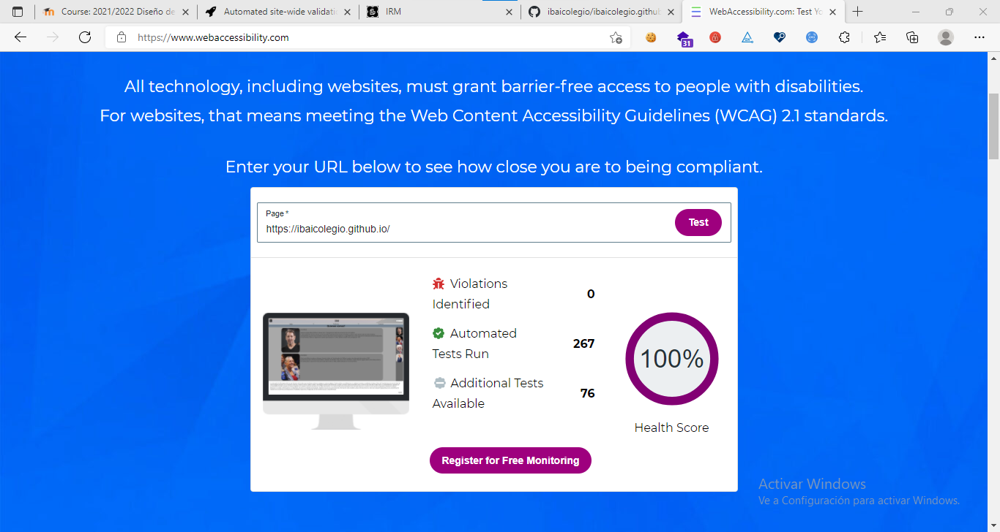 Course: 2021/2022 Diseño de
Automated site-wide validati
IRM
ibaicolegio/ibaicolegio.github
WebAccessibility.com: Test Yo
https://www.webaccessibility.com
31
All technology, including websites, must grant barrier-free access to people with disabilities.
For websites, that means meeting the Web Content Accessibility Guidelines (WCAG) 2.1 standards.
Enter your URL below to see how close you are to being compliant.
Page *
https://ibaicolegio.github.io/
Test
Violations
Identified
0
Automated
Tests Run
267
Additional Tests
Available
76
100%
Health Score
Register for Free Monitoring
Activar Windows
Ve a Configuración para activar Windows.